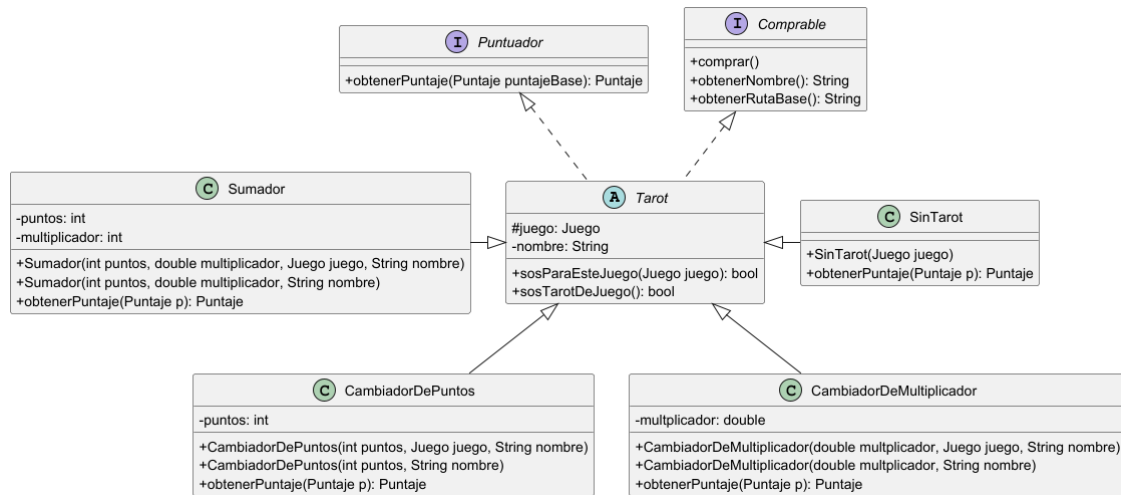 I Puntuador
+obtenerPuntaje(Puntaje puntajeBase): Puntaje
I Comprable
+comprar()
+obtenerNombre(): String
+obtenerRutaBase(): String
C Sumador
-puntos: int
-multiplicador: int
+Sumador(int puntos, double multiplicador, Juego juego, String nombre)
+Sumador(int puntos, double multiplicador, String nombre)
+obtenerPuntaje(Puntaje p): Puntaje
A Tarot
#juego: Juego
-nombre: String
+sosParaEsteJuego(Juego juego): bool
+sosTarotDeJuego(): bool
C SinTarot
+SinTarot(Juego juego)
+obtenerPuntaje(Puntaje p): Puntaje
C CambiadorDePuntos
-puntos: int
+CambiadorDePuntos(int puntos, Juego juego, String nombre)
+CambiadorDePuntos(int puntos, String nombre)
+obtenerPuntaje(Puntaje p): Puntaje
C CambiadorDeMultiplicador
-multplicador: double
+CambiadorDeMultiplicador(double multplicador, Juego juego, String nombre)
+CambiadorDeMultiplicador(double multplicador, String nombre)
+obtenerPuntaje(Puntaje p): Puntaje